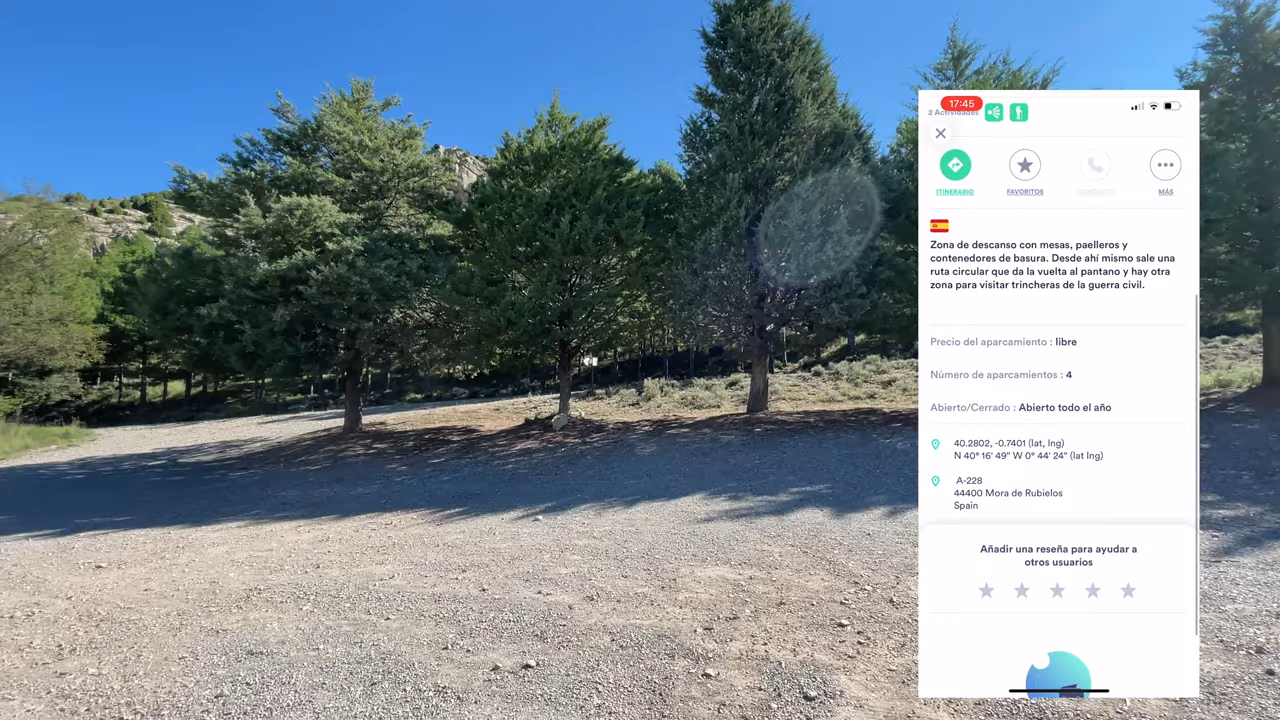 17:45
2 Actividades
ITINERARIO
FAVORITOS
MÁS
Zona de descanso con mesas, paelleros y
contenedores de basura. Desde ahí mismo sale una
ruta circular que da la vuelta al pantano y hay otra
zona para visitar trincheras de la guerra civil.
Precio del aparcamiento : libre
Número de aparcamientos : 4
Abierto/Cerrado : Abierto todo el año
40.2802, -0.7401 (lat, lng)
N 40° 16' 49" W 0° 44' 24" (lat lng)
A-228
44400 Mora de Rubielos
Spain
Añadir una reseña para ayudar a
otros usuarios